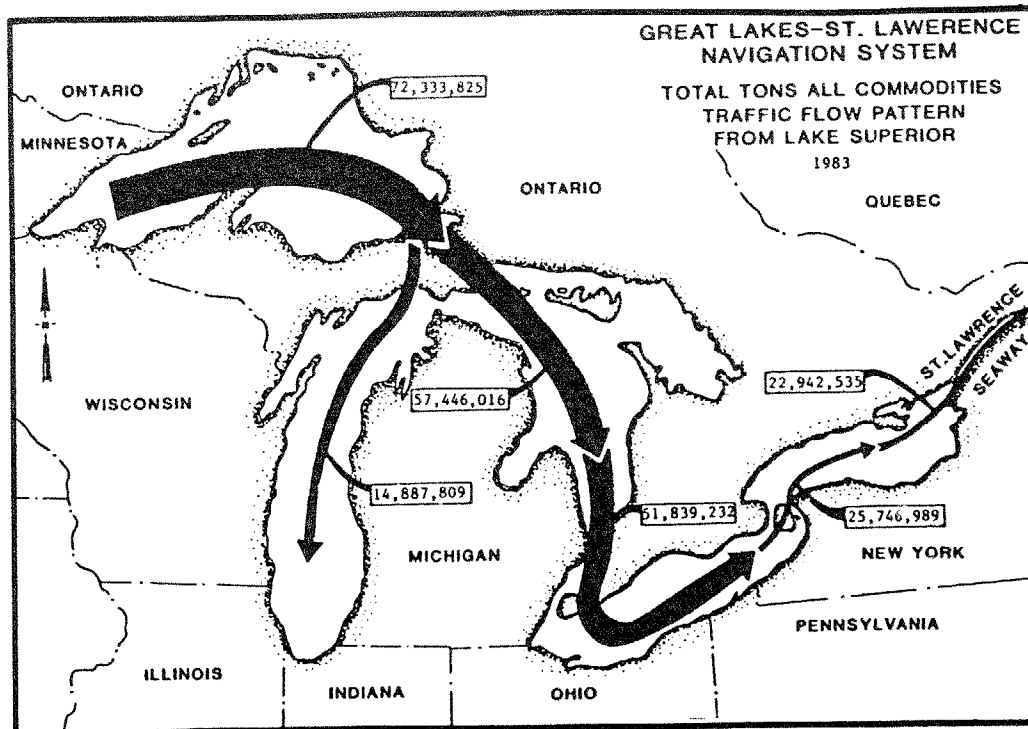 GREAT LAKES-ST. LAWERENCE
NAVIGATION SYSTEM
TOTAL TONS ALL COMMODITIES
TRAFFIC FLOW PATTERN
FROM LAKE SUPERIOR
1983
72,333,825
ONTARIO
MINNESOTA
ONTARIO
QUEBEC
ST. LAWRENCE
SEAWAY
22,942,535
WISCONSIN
57,446,016
14,887,809
51,839,232
25,746,989
MICHIGAN
NEW YORK
PENNSYLVANIA
ILLINOIS
INDIANA
OHIO